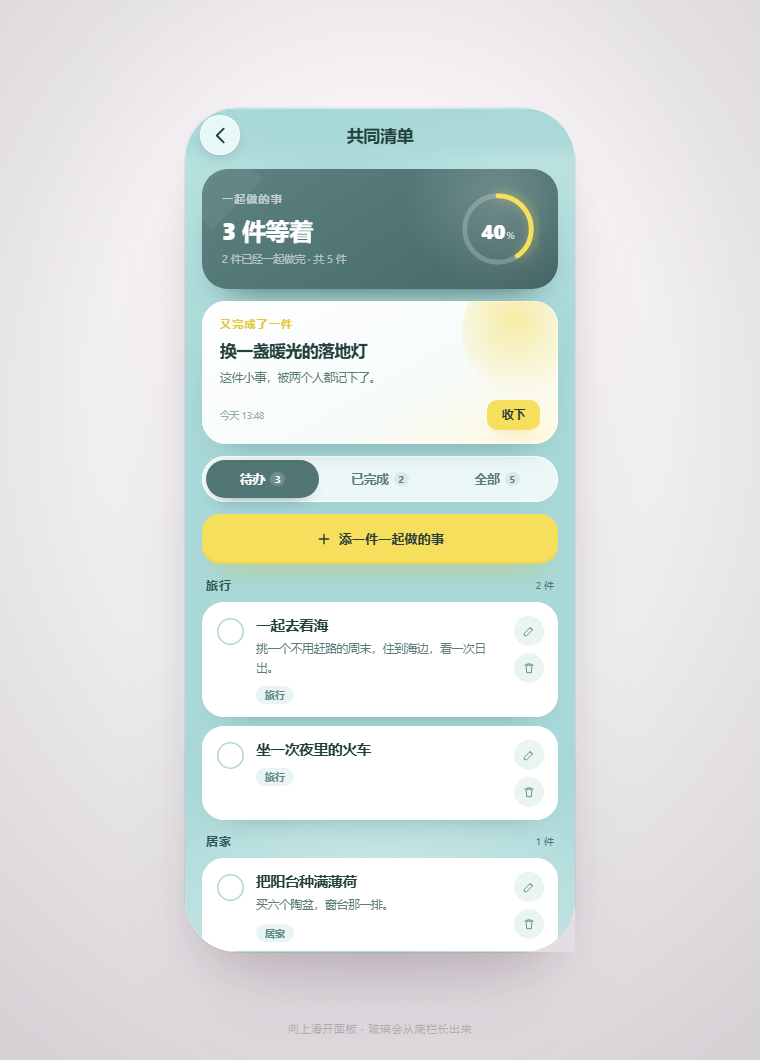 共同清单
一起做的事
3 件等着
2 件已经一起做完 · 共 5 件
40%
又完成了一件
换一盏暖光的落地灯
这件小事，被两个人都记下了。
今天 13:48
收下
待办 3
已完成 2
全部 5
+ 添一件一起做的事
旅行
2 件
一起去看海
挑一个不用赶路的周末，住到海边，看一次日
出。
旅行
坐一次夜里的火车
旅行
居家
1 件
把阳台种满薄荷
买六个陶盆，窗台那一排。
居家
向上滑开面板 · 玻璃会从底栏长出来